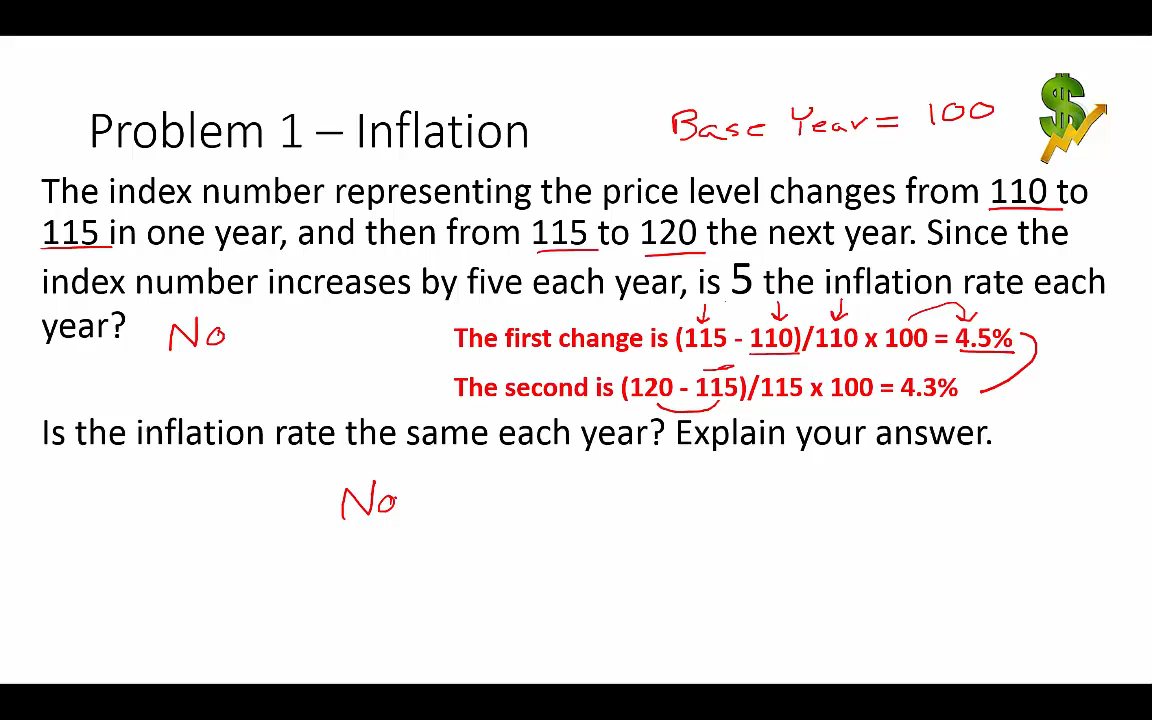 Problem 1 – Inflation
Base Year = 100
The index number representing the price level changes from 110 to
115 in one year, and then from 115 to 120 the next year. Since the
index number increases by five each year, is 5 the inflation rate each
year?
No
The first change is (115 - 110)/110 x 100 = 4.5%
The second is (120 - 115)/115 x 100 = 4.3%
Is the inflation rate the same each year? Explain your answer.
No